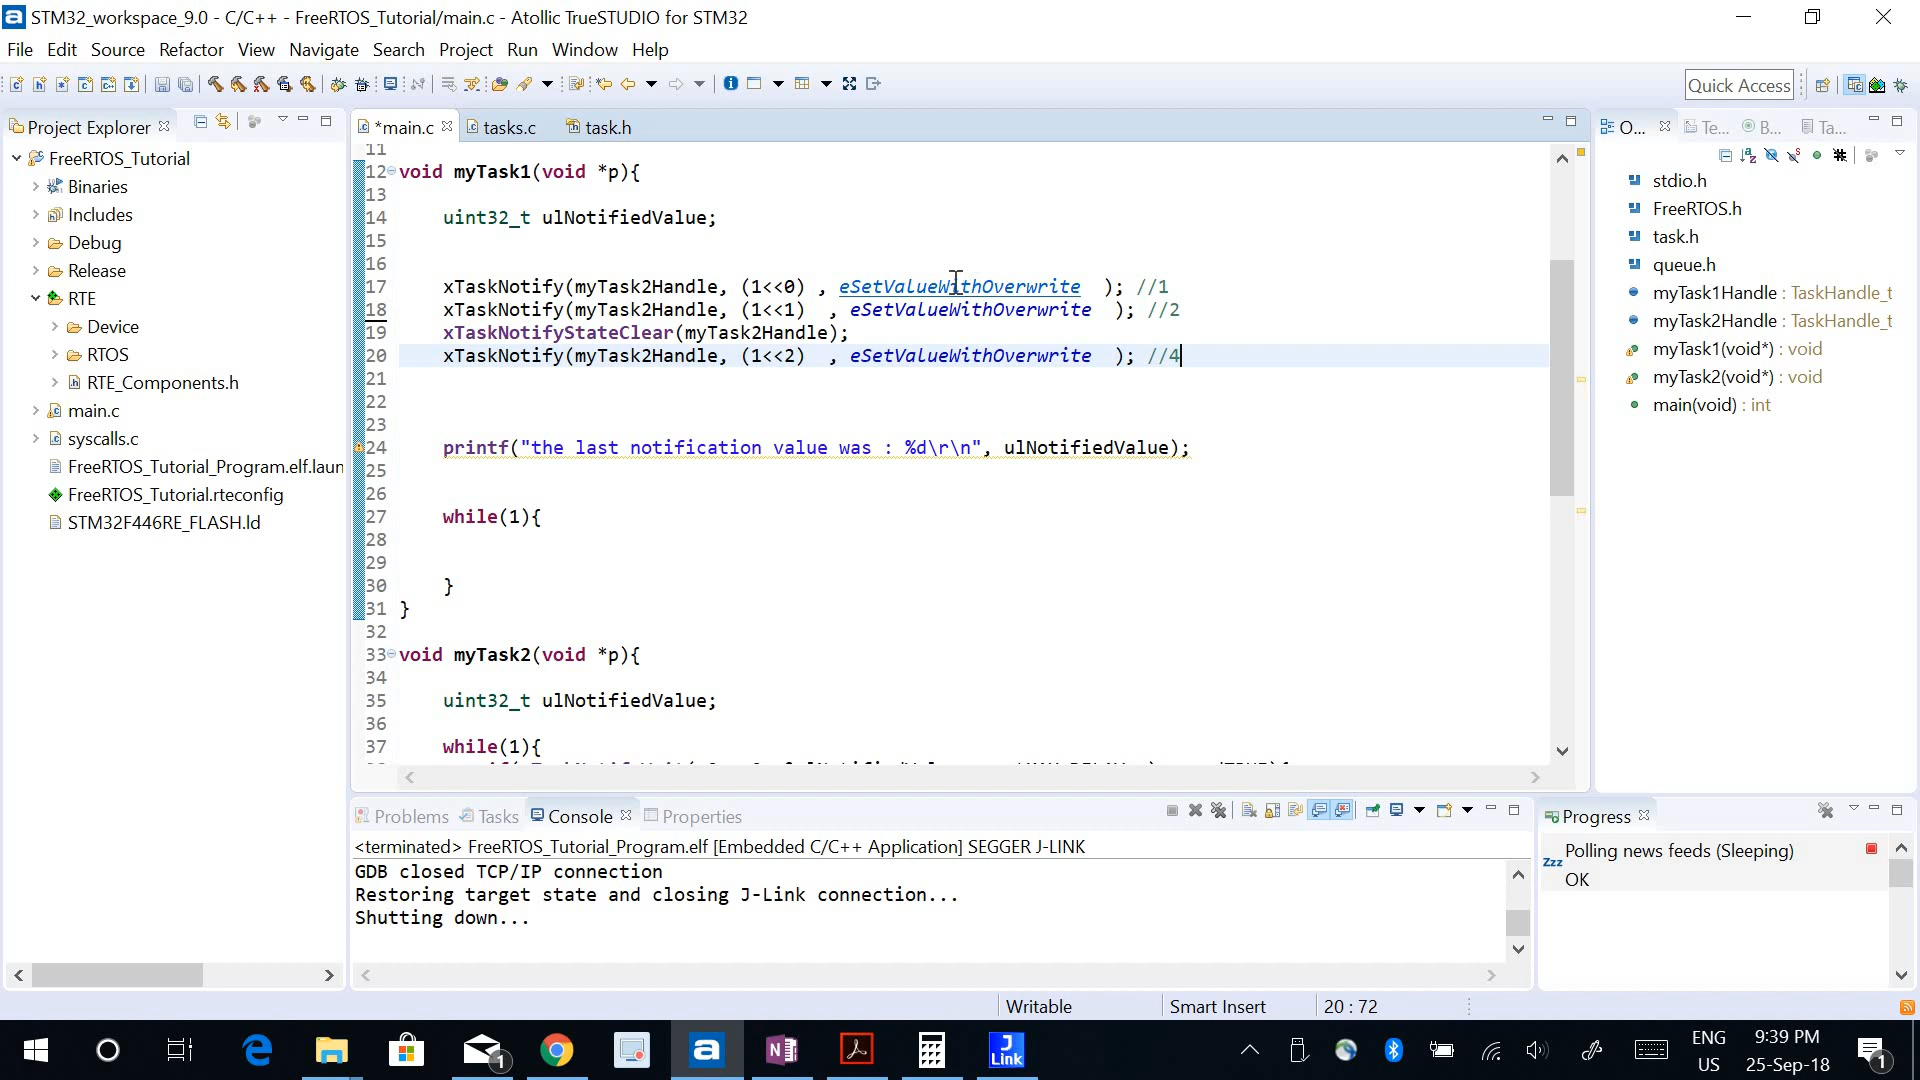 STM32_workspace_9.0 - C/C++ - FreeRTOS_Tutorial/main.c - Atollic TrueSTUDIO for STM32
File Edit Source Refactor View Navigate Search Project Run Window Help
Quick Access
Project Explorer
FreeRTOS_Tutorial
Binaries
Includes
Debug
Release
RTE
Device
RTOS
RTE_Components.h
main.c
syscalls.c
FreeRTOS_Tutorial_Program.elf.laun
FreeRTOS_Tutorial.rteconfig
STM32F446RE_FLASH.ld
*main.c tasks.c task.h
11
12 void myTask1(void *p){
13
14 uint32_t ulNotifiedValue;
15
16
17 xTaskNotify(myTask2Handle, (1<<0) , eSetValueWithOverwrite ); //1
18 xTaskNotify(myTask2Handle, (1<<1) , eSetValueWithOverwrite ); //2
19 xTaskNotifyStateClear(myTask2Handle);
20 xTaskNotify(myTask2Handle, (1<<2) , eSetValueWithOverwrite ); //4
21
22
23
24 printf("the last notification value was : %d\r\n", ulNotifiedValue);
25
26
27 while(1){
28
29
30 }
31 }
32
33 void myTask2(void *p){
34
35 uint32_t ulNotifiedValue;
36
37 while(1){
O... Te... B... Ta...
stdio.h
FreeRTOS.h
task.h
queue.h
myTask1Handle : TaskHandle_t
myTask2Handle : TaskHandle_t
myTask1(void*) : void
myTask2(void*) : void
main(void) : int
Problems Tasks Console Properties
<terminated> FreeRTOS_Tutorial_Program.elf [Embedded C/C++ Application] SEGGER J-LINK
GDB closed TCP/IP connection
Restoring target state and closing J-Link connection...
Shutting down...
Progress
Polling news feeds (Sleeping)
OK
Writable Smart Insert 20 : 72
J Link
ENG
US
9:39 PM
25-Sep-18
1
1